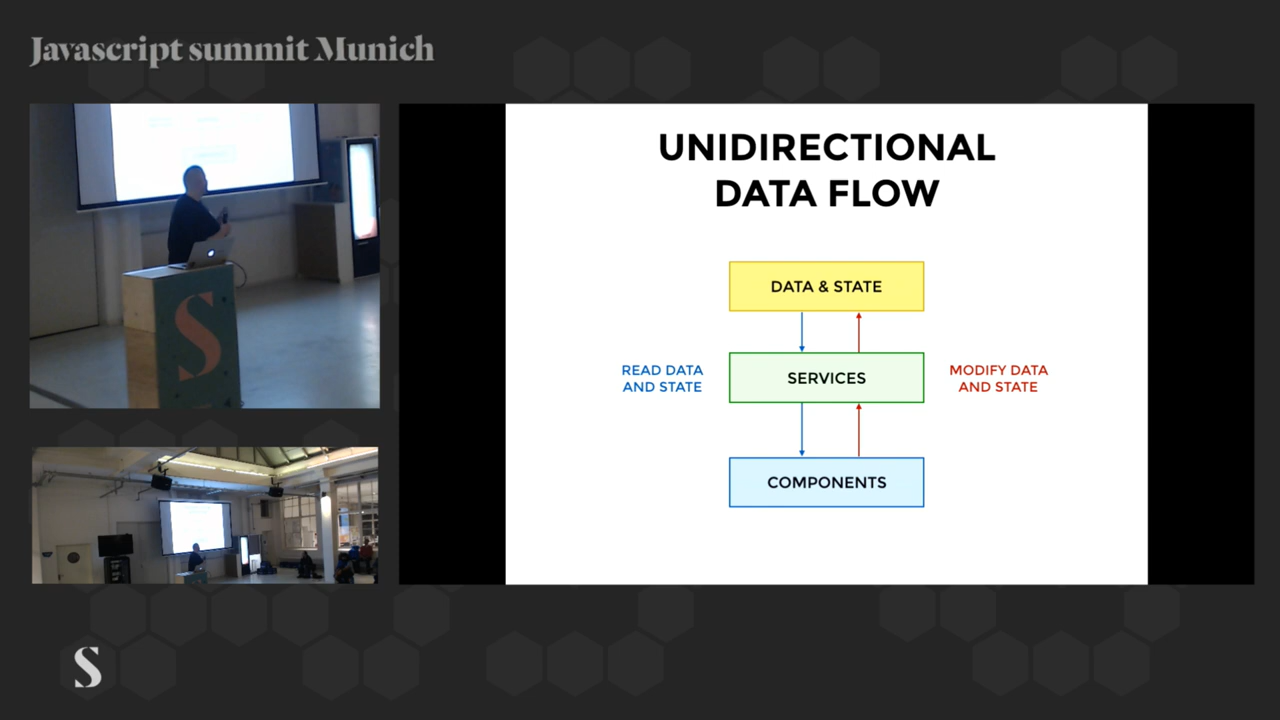 Javascript summit Munich
UNIDIRECTIONAL
DATA FLOW
DATA & STATE
READ DATA
AND STATE
SERVICES
MODIFY DATA
AND STATE
COMPONENTS
S
S